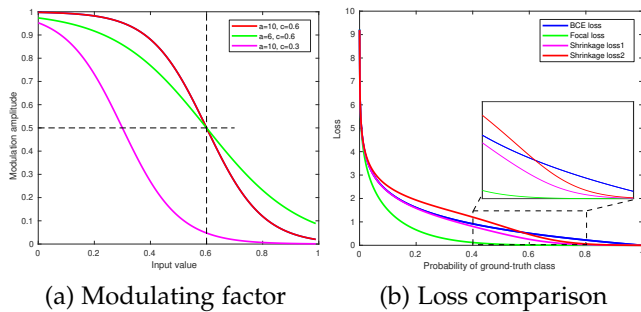 a=10, c=0.6
a=6, c=0.6
a=10, c=0.3
Modulation amplitude
1
0.9
0.8
0.7
0.6
0.5
0.4
0.3
0.2
0.1
0
0 0.2 0.4 0.6 0.8 1
Input value
(a) Modulating factor
BCE loss
Focal loss
Shrinkage loss1
Shrinkage loss2
Loss
10
9
8
7
6
5
4
3
2
1
0
0 0.2 0.4 0.6 0.8 1
Probability of ground-truth class
(b) Loss comparison